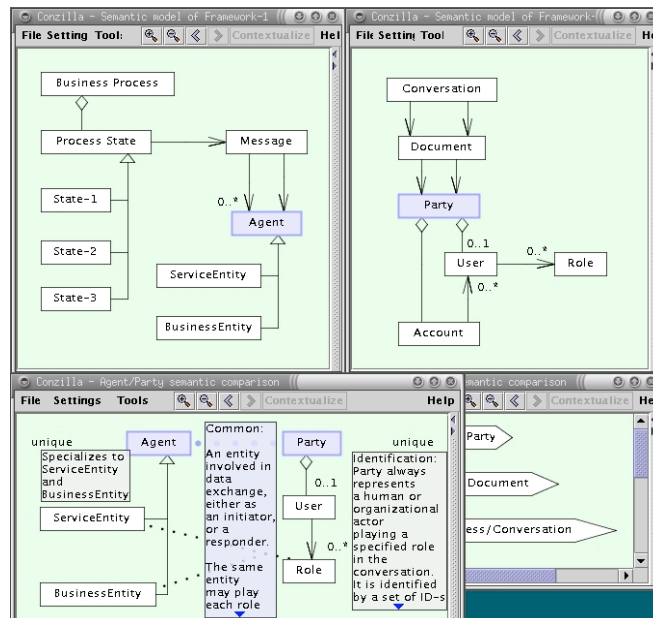 Conzilla - Semantic model of Framework-1
File Setting Tool: Contextualize Hel
Business Process
Process State
Message
State-1
0..*
Agent
State-2
ServiceEntity
State-3
BusinessEntity
Conzilla - Semantic model of Framework-
File Setting Tool Contextualize He
Conversation
Document
Party
0..1
User
0..*
Role
0..*
Account
Conzilla - Agent/Party semantic comparison
File Settings Tools Contextualize Help
unique
Agent
Specializes to
ServiceEntity
and
BusinessEntity
ServiceEntity
BusinessEntity
Common:
An entity
involved in
data
exchange,
either as
an initiator,
or a
responder.
The same
entity
may play
each role
Party
0..1
User
0..*
Role
unique
Identification:
Party always
represents
a human or
organizational
actor
playing a
specified role
in the
conversation.
It is identified
by a set of ID-s
mantic comparison
Contextualize He
Party
Document
ess/Conversation